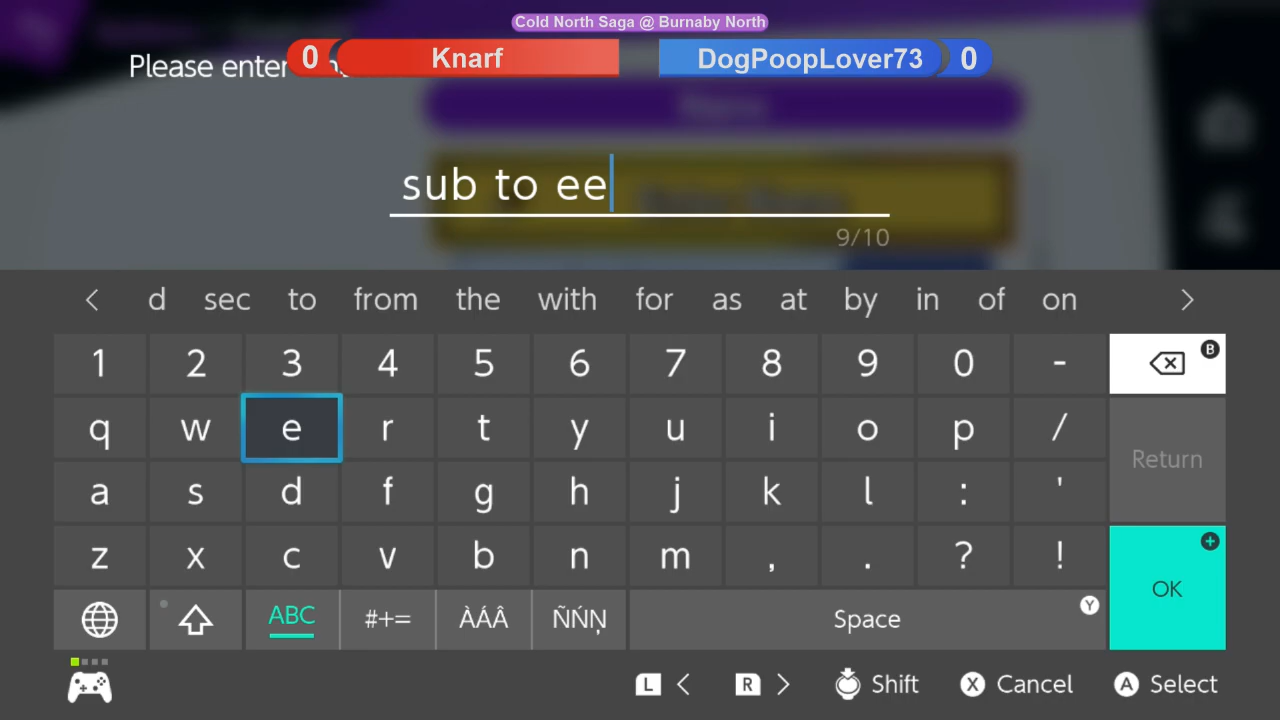 Cold North Saga @ Burnaby North
Please enter
0 Knarf DogPoopLover73 0
sub to ee
9/10
< d sec to from the with for as at by in of on >
1 2 3 4 5 6 7 8 9 0 -
B
q w e r t y u i o p /
Return
a s d f g h j k l : '
z x c v b n m , . ? !
+
OK
ABC #+= ÀÁÂ ÑŃŅ Space Y
L < R > Shift X Cancel A Select